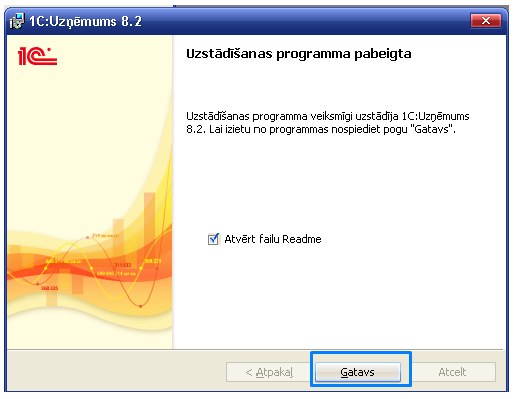 1C:Uzņēmums 8.2
1C
Uzstādīšanas programma pabeigta
Uzstādīšanas programma veiksmīgi uzstādīja 1C:Uzņēmums
8.2. Lai izietu no programmas nospiediet pogu "Gatavs".
Atvērt failu Readme
< Atpakaļ
Gatavs
Atcelt